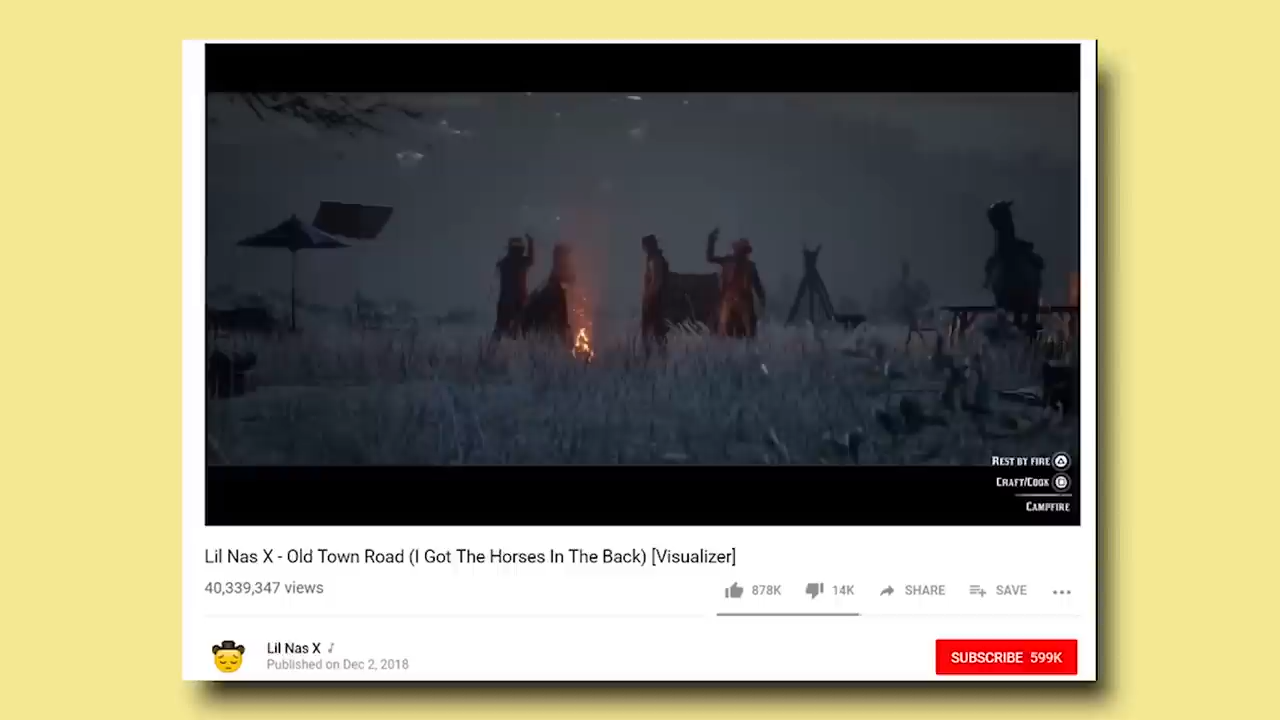 REST BY FIRE
CRAFT/COOK
CAMPFIRE
Lil Nas X - Old Town Road (I Got The Horses In The Back) [Visualizer]
40,339,347 views
878K 14K SHARE SAVE
Lil Nas X
Published on Dec 2, 2018
SUBSCRIBE 599K